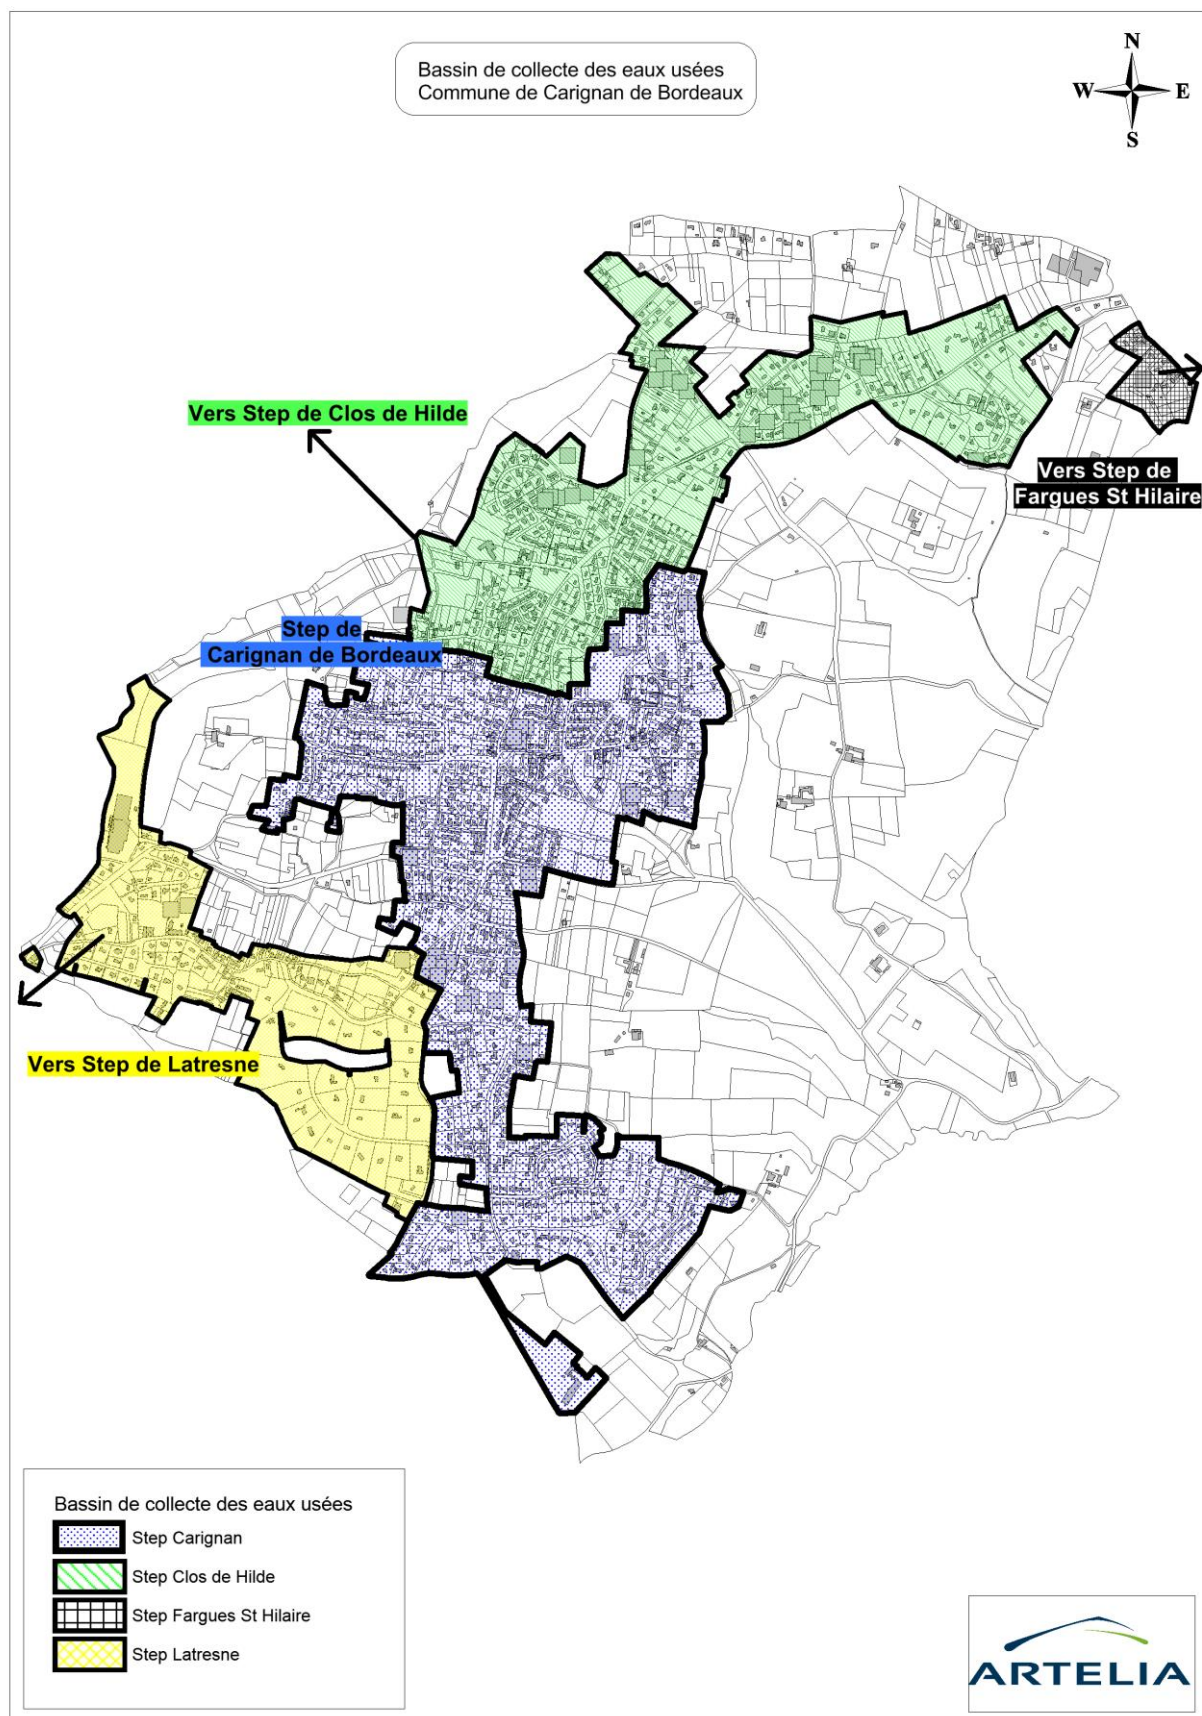 Bassin de collecte des eaux usées
Commune de Carignan de Bordeaux
N
W E
S
Vers Step de Clos de Hilde
Vers Step de
Fargues St Hilaire
Step de
Carignan de Bordeaux
Vers Step de Latresne
Bassin de collecte des eaux usées
Step Carignan
Step Clos de Hilde
Step Fargues St Hilaire
Step Latresne
ARTELIA